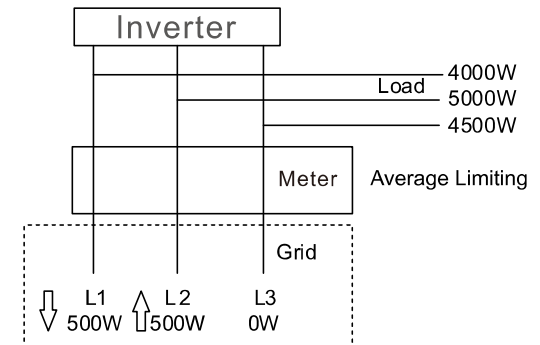 Inverter
4000W
Load
5000W
4500W
Meter
Average Limiting
Grid
L1 L2 L3
500W 500W 0W